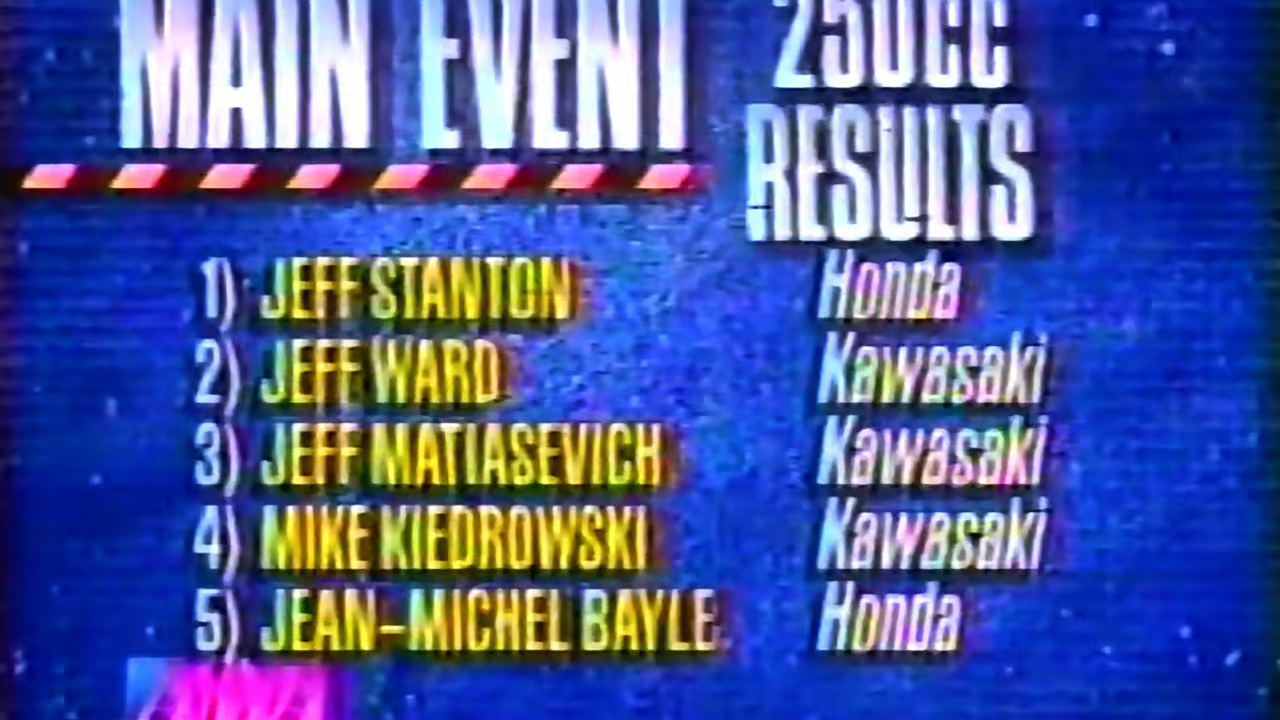 MAIN EVENT
250cc
RESULTS
1) JEFF STANTON Honda
2) JEFF WARD Kawasaki
3) JEFF MATIASEVICH Kawasaki
4) MIKE KIEDROWSKI Kawasaki
5) JEAN-MICHEL BAYLE Honda